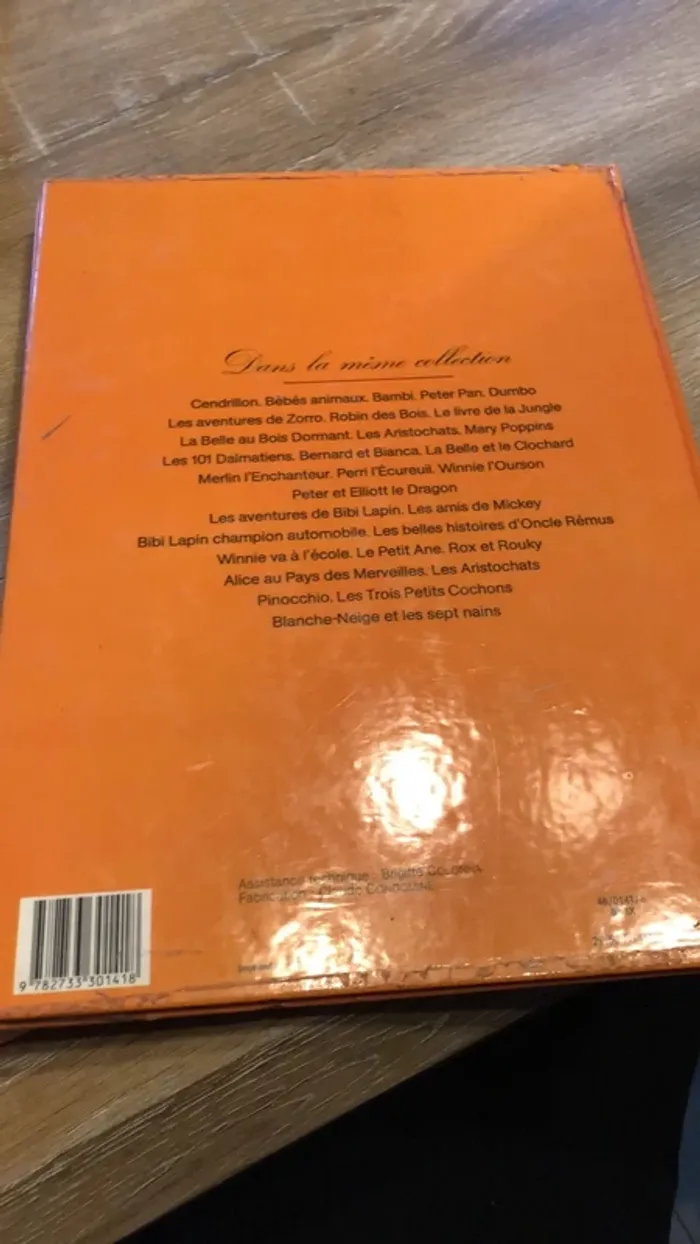 Dans la même collection
Cendrillon. Bébés animaux. Bambi. Peter Pan. Dumbo
Les aventures de Zorro. Robin des Bois. Le livre de la Jungle
La Belle au Bois Dormant. Les Aristochats. Mary Poppins
Les 101 Dalmatiens. Bernard et Bianca. La Belle et le Clochard
Merlin l'Enchanteur. Perri l'Écureuil. Winnie l'Ourson
Peter et Elliott le Dragon
Les aventures de Bibi Lapin. Les amis de Mickey
Bibi Lapin champion automobile. Les belles histoires d'Oncle Rémus
Winnie va à l'école. Le Petit Ane. Rox et Rouky
Alice au Pays des Merveilles. Les Aristochats
Pinocchio. Les Trois Petits Cochons
Blanche-Neige et les sept nains
Assistance technique : Brigitte
Fabrication : Claude
9 782733 301418